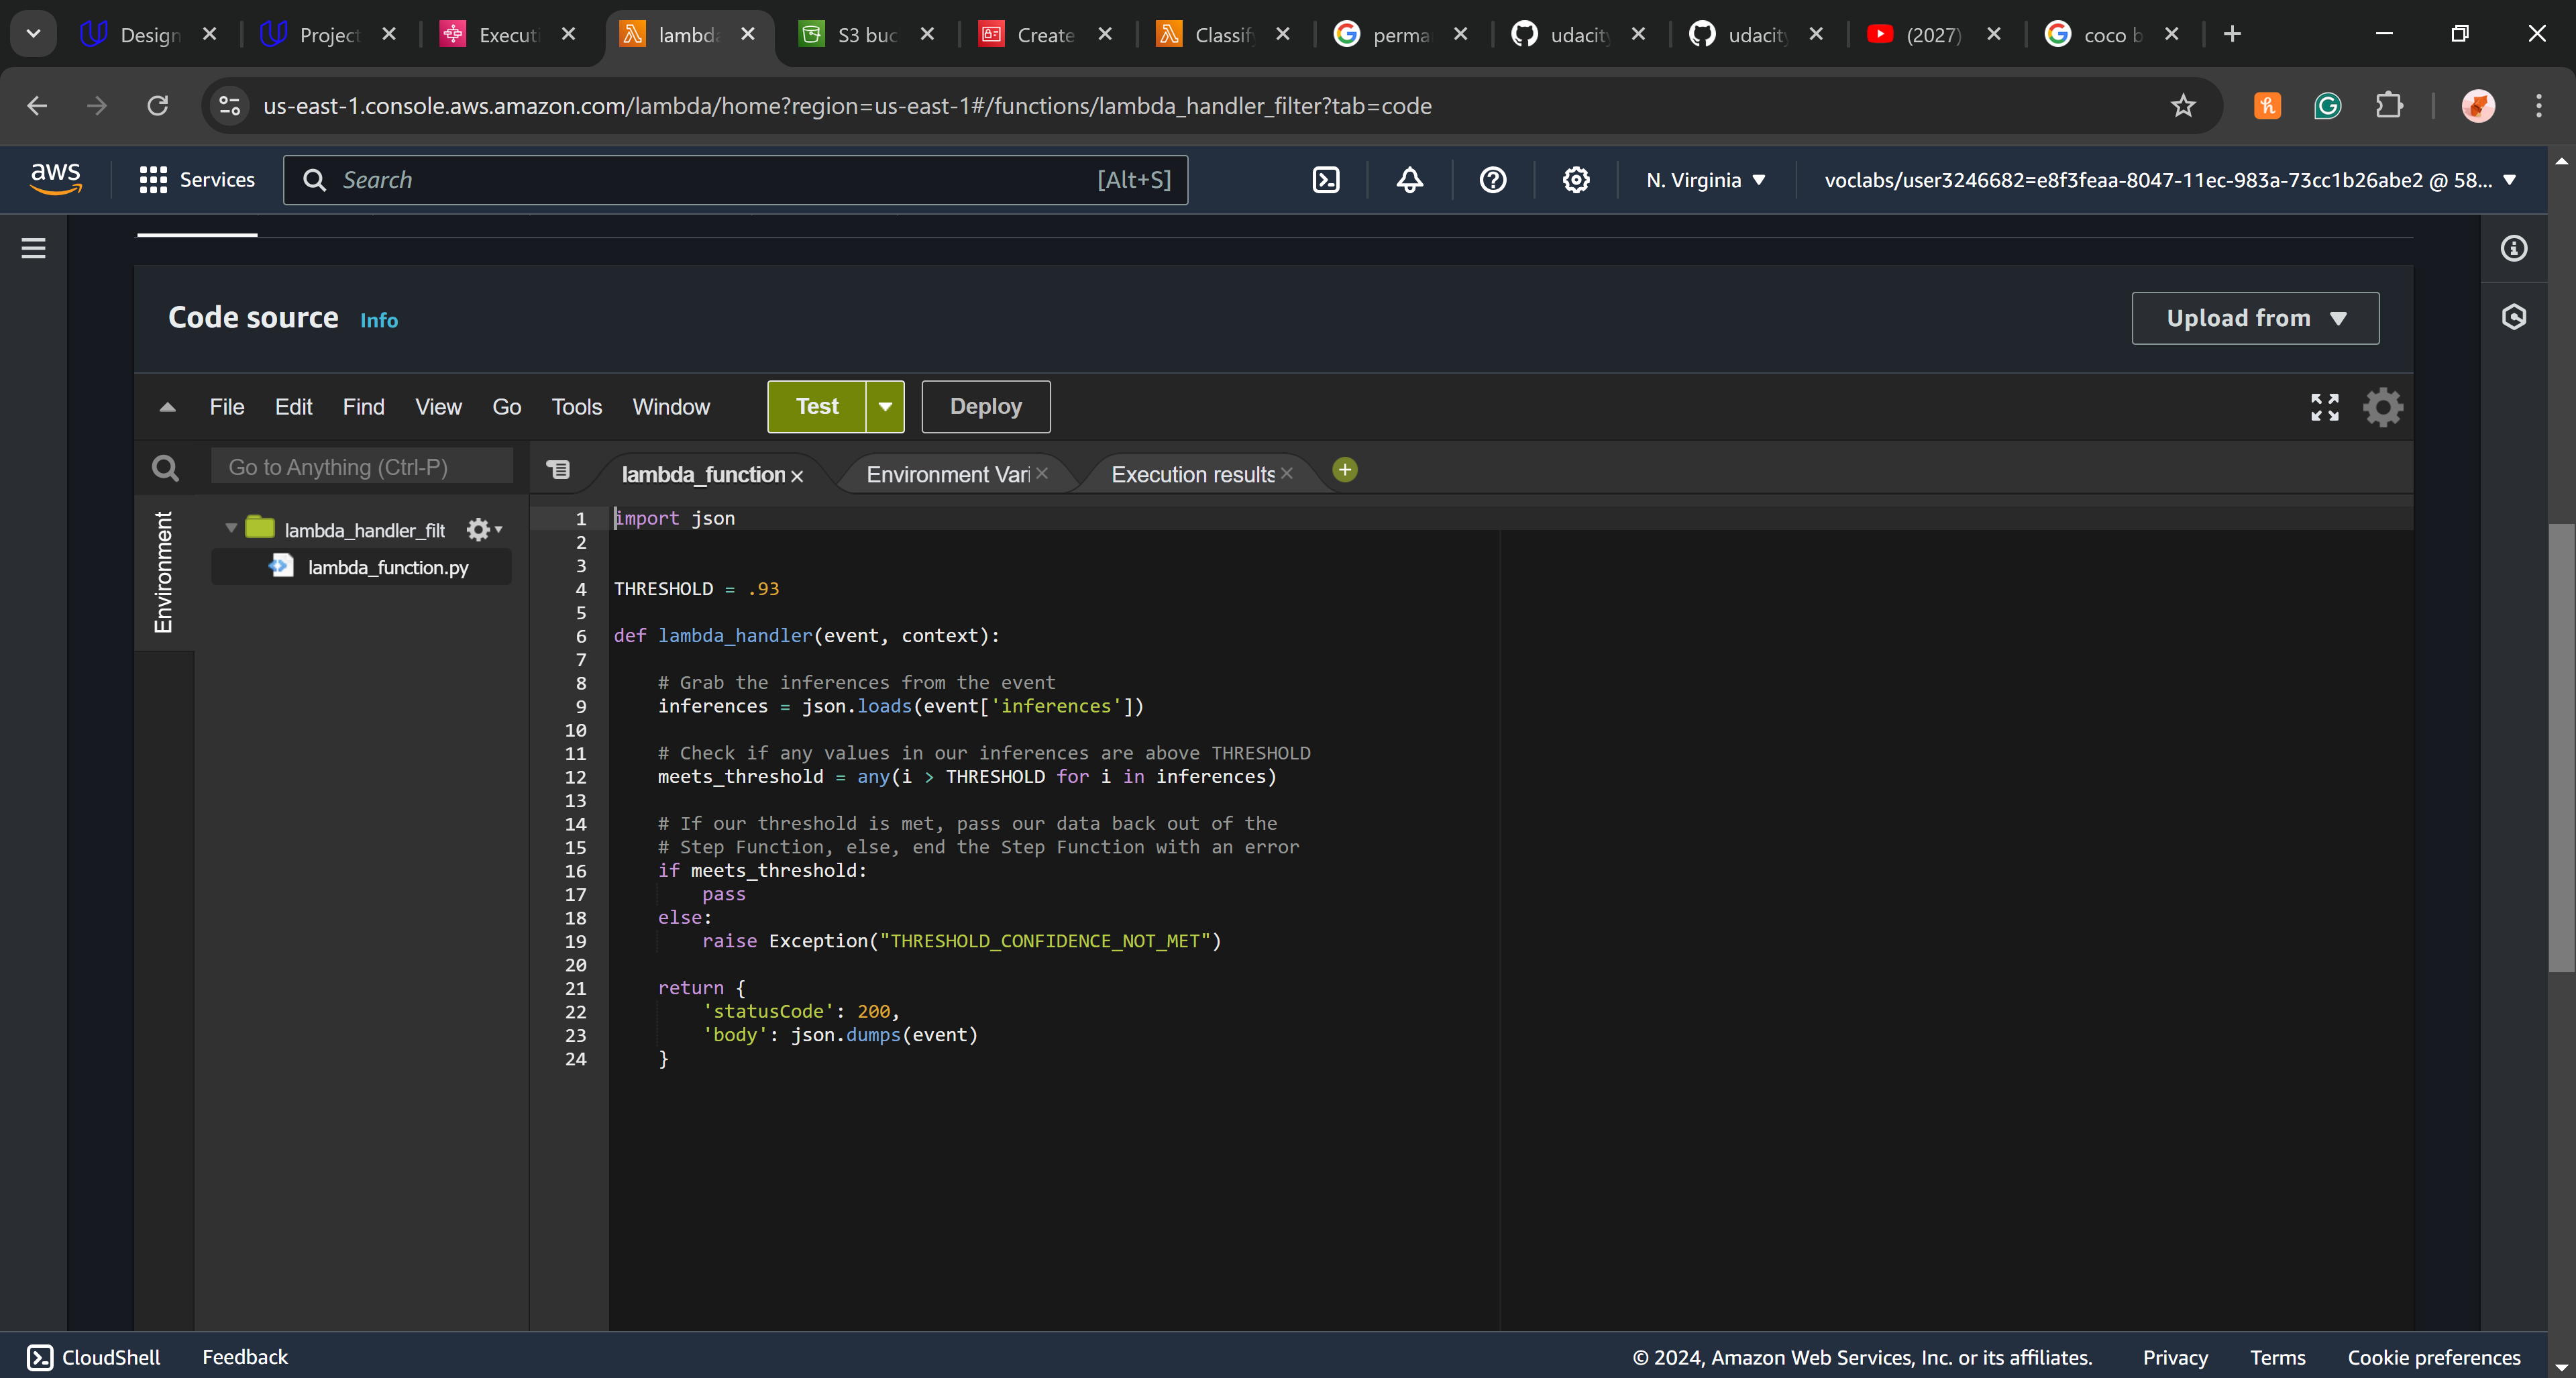 Design
Project
Executi
lambda
S3 buc
Create
Classify
perma
udacity
udacity
(2027)
coco b
us-east-1.console.aws.amazon.com/lambda/home?region=us-east-1#/functions/lambda_handler_filter?tab=code
aws
Services
Search
[Alt+S]
N. Virginia
voclabs/user3246682=e8f3feaa-8047-11ec-983a-73cc1b26abe2 @ 58...
Code source Info
Upload from
File Edit Find View Go Tools Window Test Deploy
Go to Anything (Ctrl-P)
lambda_function
Environment Vari
Execution results
Environment
lambda_handler_filt
lambda_function.py
1 import json
2
3
4 THRESHOLD = .93
5
6 def lambda_handler(event, context):
7
8     # Grab the inferences from the event
9     inferences = json.loads(event['inferences'])
10
11     # Check if any values in our inferences are above THRESHOLD
12     meets_threshold = any(i > THRESHOLD for i in inferences)
13
14     # If our threshold is met, pass our data back out of the
15     # Step Function, else, end the Step Function with an error
16     if meets_threshold:
17         pass
18     else:
19         raise Exception("THRESHOLD_CONFIDENCE_NOT_MET")
20
21     return {
22         'statusCode': 200,
23         'body': json.dumps(event)
24     }
CloudShell
Feedback
© 2024, Amazon Web Services, Inc. or its affiliates.
Privacy
Terms
Cookie preferences